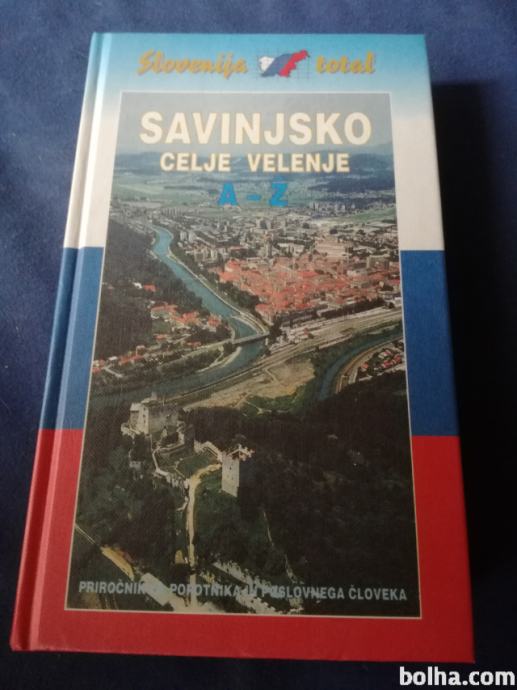 Slovenija total
SAVINJSKO
CELJE VELENJE
A - Ž
PRIROČNIK ZA POPOTNIKA IN POSLOVNEGA ČLOVEKA
bolha.com